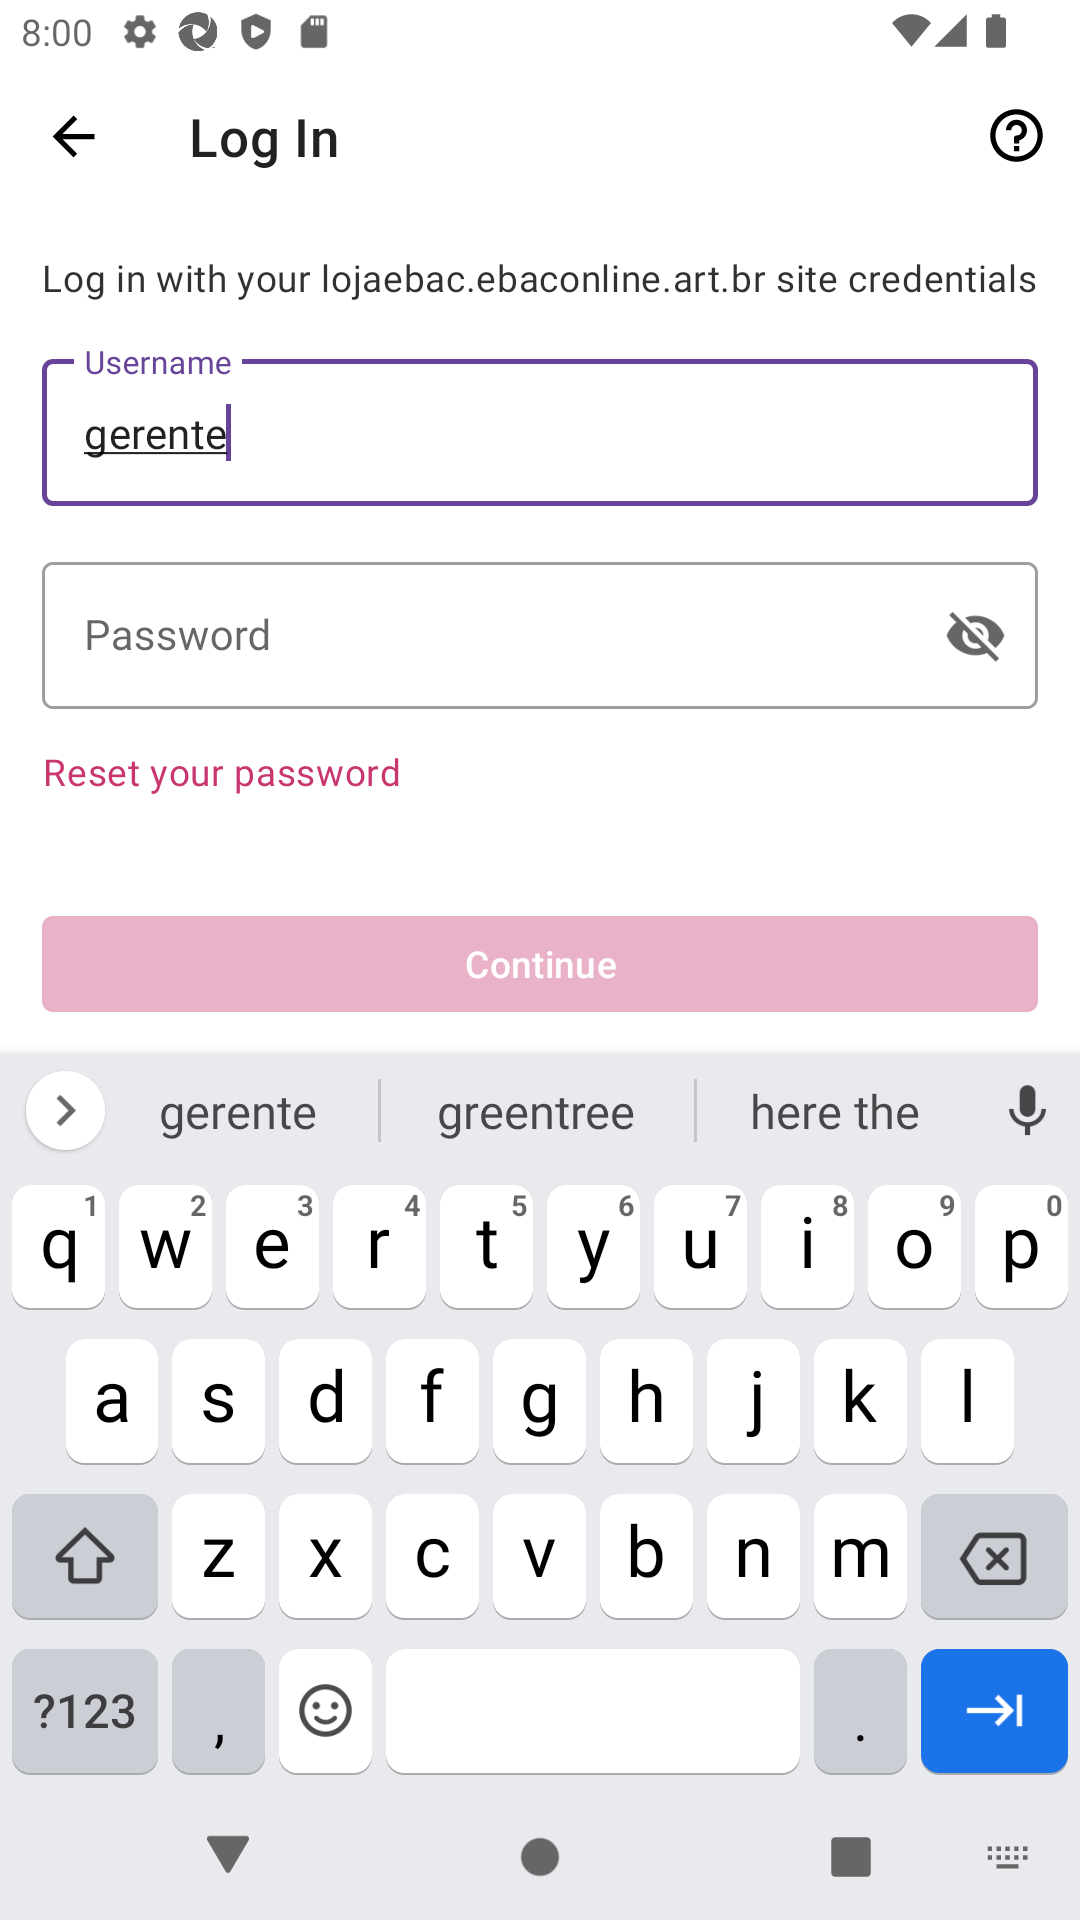 8:00
Log In
Log in with your lojaebac.ebaconline.art.br site credentials
Username
gerente
Password
Reset your password
Continue
gerente greentree here the
1 2 3 4 5 6 7 8 9 0
q w e r t y u i o p
a s d f g h j k l
z x c v b n m
?123 , .